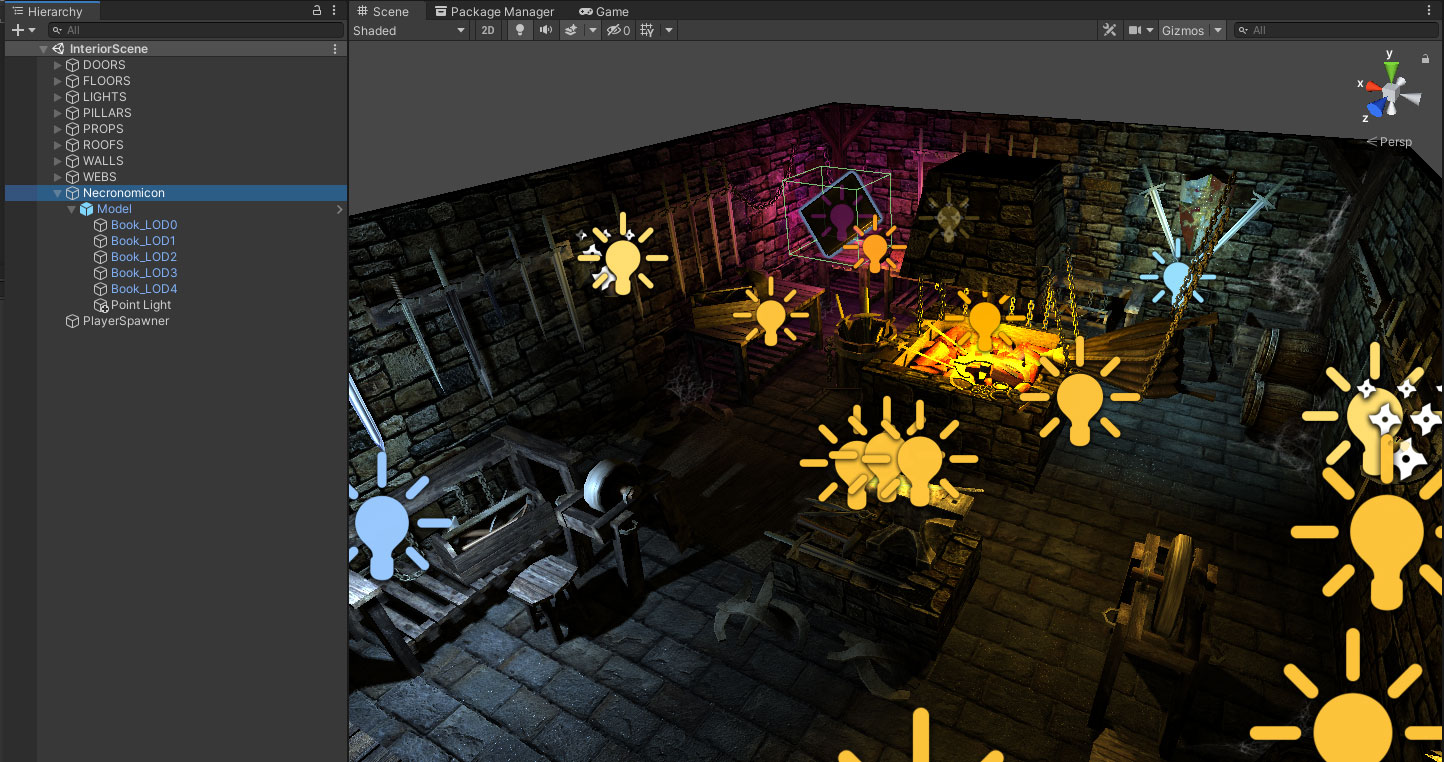 Hierarchy
All
InteriorScene
DOORS
FLOORS
LIGHTS
PILLARS
PROPS
ROOFS
WALLS
WEBS
Necronomicon
Model
Book_LOD0
Book_LOD1
Book_LOD2
Book_LOD3
Book_LOD4
Point Light
PlayerSpawner
Scene Package Manager Game
Shaded 2D 0 Gizmos All
y
x
z
Persp